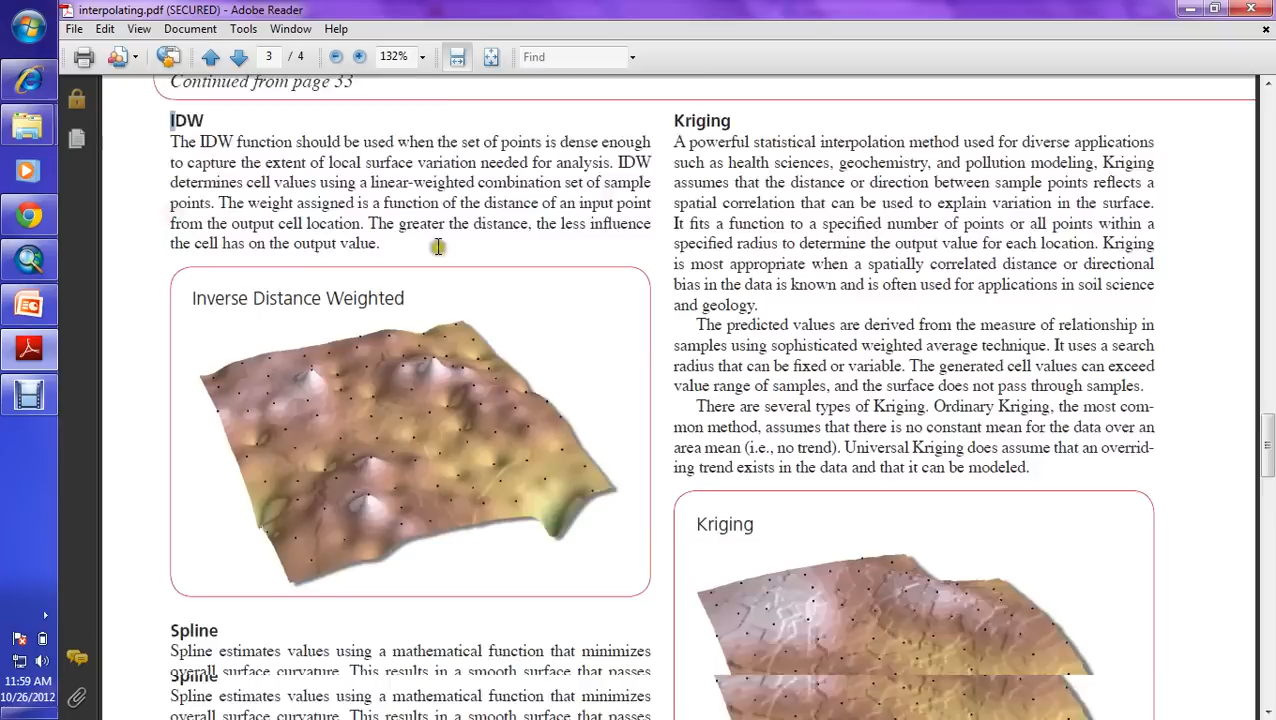 interpolating.pdf (SECURED) - Adobe Reader
File Edit View Document Tools Window Help
3 / 4 132% Find
Continued from page 33
IDW
The IDW function should be used when the set of points is dense enough
to capture the extent of local surface variation needed for analysis. IDW
determines cell values using a linear-weighted combination set of sample
points. The weight assigned is a function of the distance of an input point
from the output cell location. The greater the distance, the less influence
the cell has on the output value.
Inverse Distance Weighted
Spline
Spline estimates values using a mathematical function that minimizes
overall surface curvature. This results in a smooth surface that passes
Spline
Spline estimates values using a mathematical function that minimizes
overall surface curvature. This results in a smooth surface that passes
Kriging
A powerful statistical interpolation method used for diverse applications
such as health sciences, geochemistry, and pollution modeling, Kriging
assumes that the distance or direction between sample points reflects a
spatial correlation that can be used to explain variation in the surface.
It fits a function to a specified number of points or all points within a
specified radius to determine the output value for each location. Kriging
is most appropriate when a spatially correlated distance or directional
bias in the data is known and is often used for applications in soil science
and geology.
The predicted values are derived from the measure of relationship in
samples using sophisticated weighted average technique. It uses a search
radius that can be fixed or variable. The generated cell values can exceed
value range of samples, and the surface does not pass through samples.
There are several types of Kriging. Ordinary Kriging, the most com-
mon method, assumes that there is no constant mean for the data over an
area mean (i.e., no trend). Universal Kriging does assume that an overrid-
ing trend exists in the data and that it can be modeled.
Kriging
11:59 AM
10/26/2012